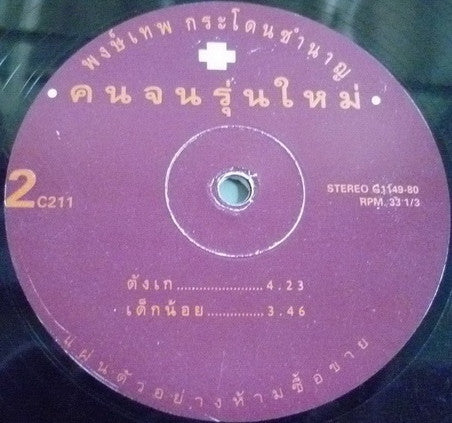 พงษ์เทพ กระโดนชำนาญ
คนจนรุ่นใหม่
2 C211
STEREO G1149-80
RPM. 33 1/3
ตังเก......................4.23
เด็กน้อย...............3.46
แผ่นตัวอย่างห้ามซื้อขาย